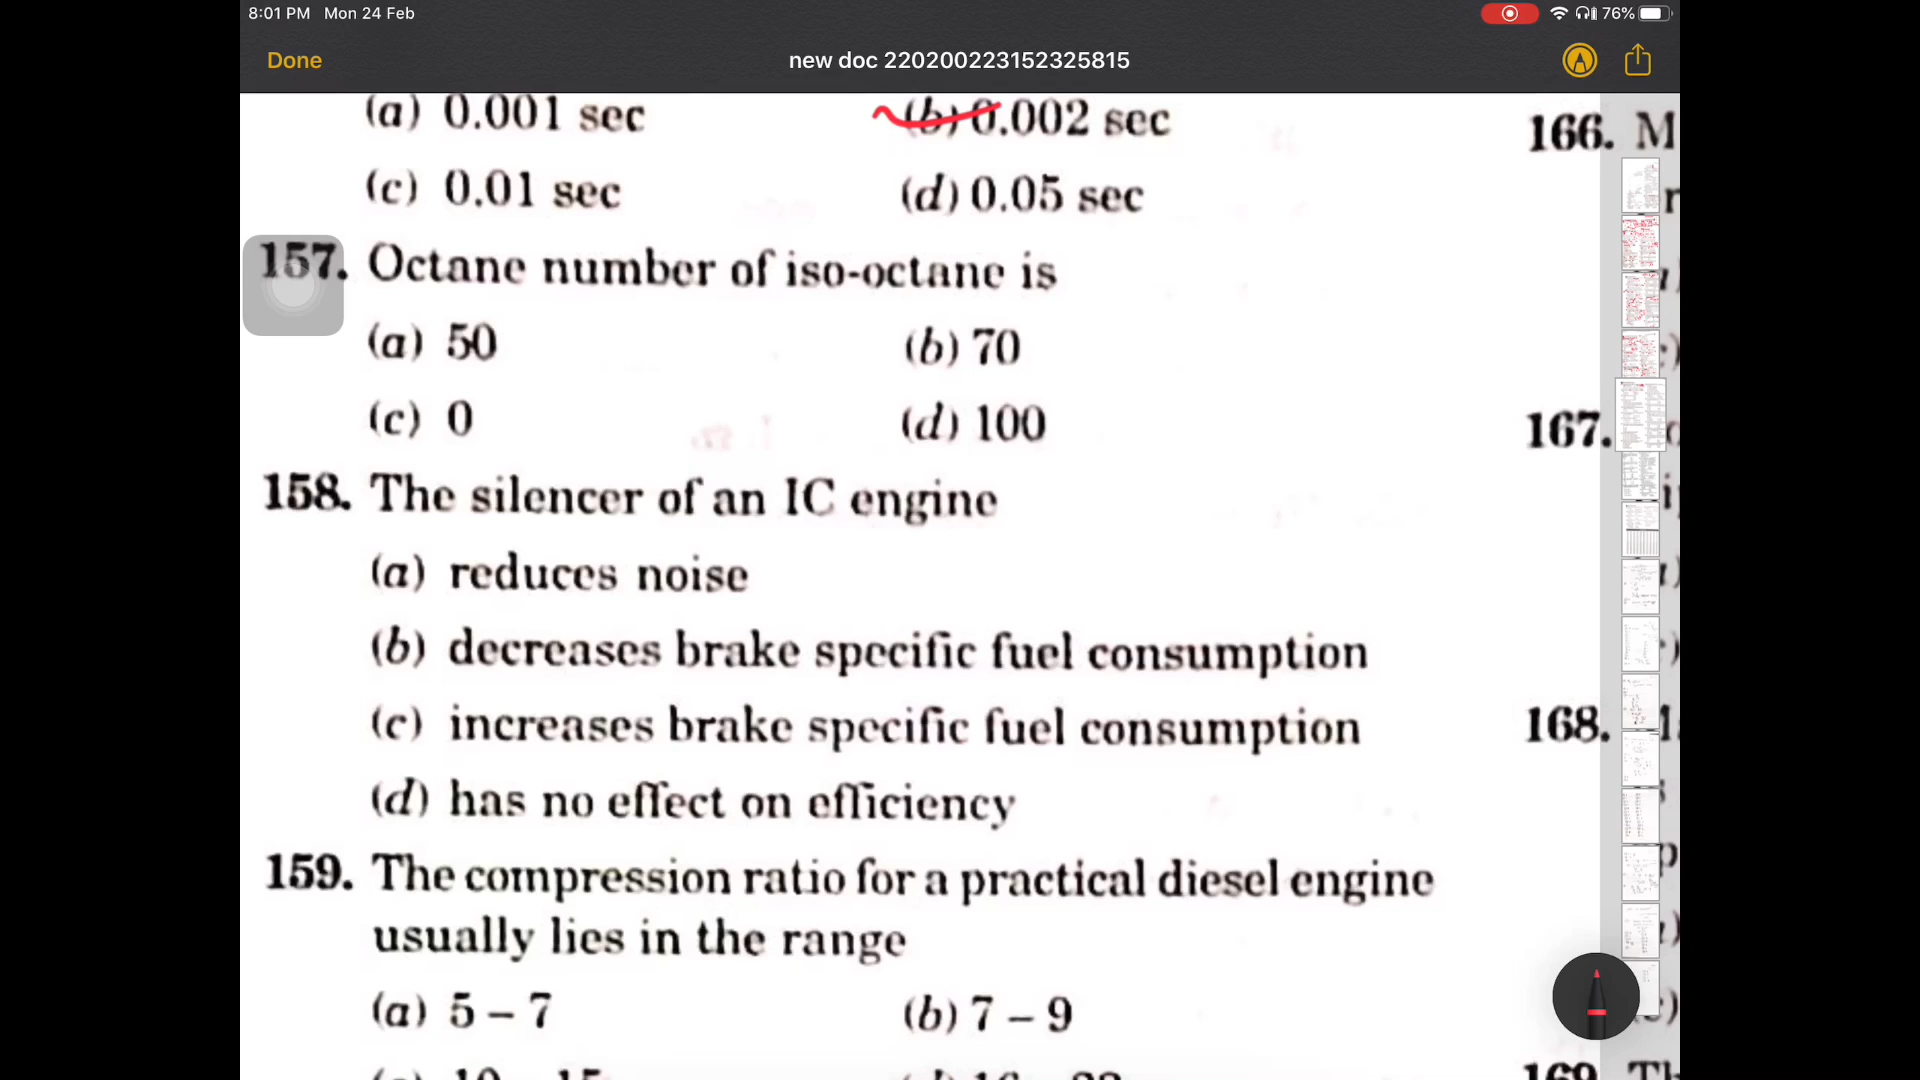 8:01 PM Mon 24 Feb
76%
Done
new doc 220200223152325815
(a) 0.001 sec (b) 0.002 sec
(c) 0.01 sec (d) 0.05 sec
157. Octane number of iso-octane is
(a) 50 (b) 70
(c) 0 (d) 100
158. The silencer of an IC engine
(a) reduces noise
(b) decreases brake specific fuel consumption
(c) increases brake specific fuel consumption
(d) has no effect on efficiency
159. The compression ratio for a practical diesel engine
usually lies in the range
(a) 5 – 7 (b) 7 – 9
166. M
167.
168.
169. Th